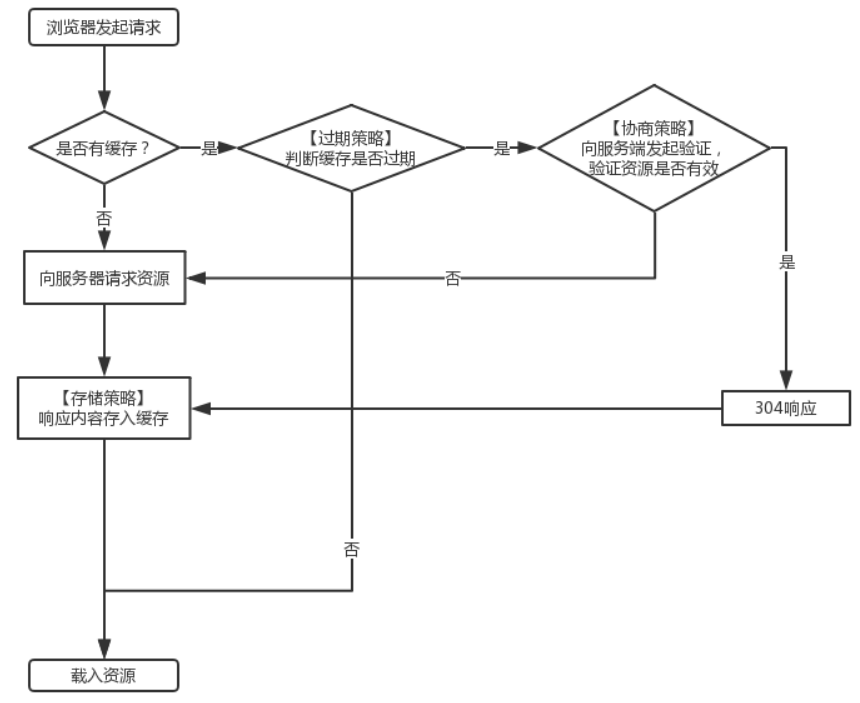 浏览器发起请求
是否有缓存？
是
【过期策略】
判断缓存是否过期
是
【协商策略】
向服务端发起验证，
验证资源是否有效
否
是
向服务器请求资源
否
【存储策略】
响应内容存入缓存
304响应
否
载入资源